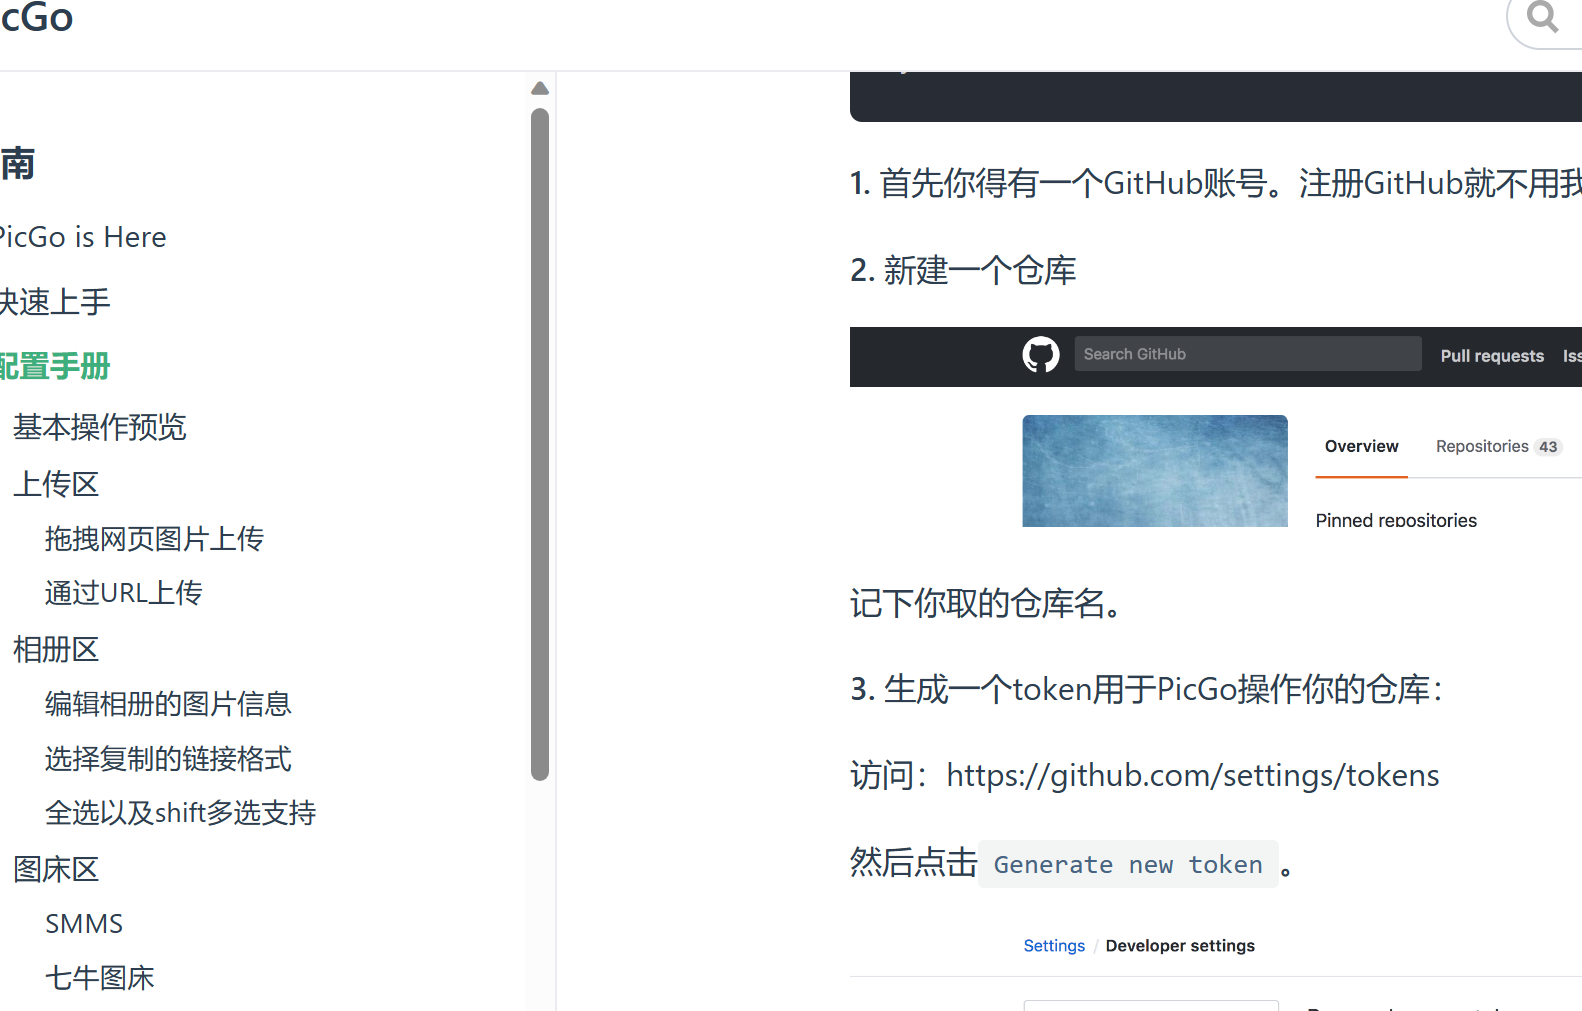 cGo
南
PicGo is Here
快速上手
配置手册
基本操作预览
上传区
拖拽网页图片上传
通过URL上传
相册区
编辑相册的图片信息
选择复制的链接格式
全选以及shift多选支持
图床区
SMMS
七牛图床
1. 首先你得有一个GitHub账号。注册GitHub就不用我
2. 新建一个仓库
Search GitHub
Pull requests Iss
Overview Repositories 43
Pinned repositories
记下你取的仓库名。
3. 生成一个token用于PicGo操作你的仓库：
访问：https://github.com/settings/tokens
然后点击 Generate new token 。
Settings / Developer settings